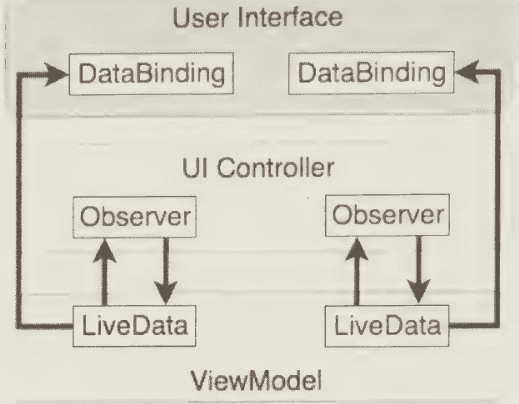 User Interface
DataBinding DataBinding
UI Controller
Observer Observer
LiveData LiveData
ViewModel